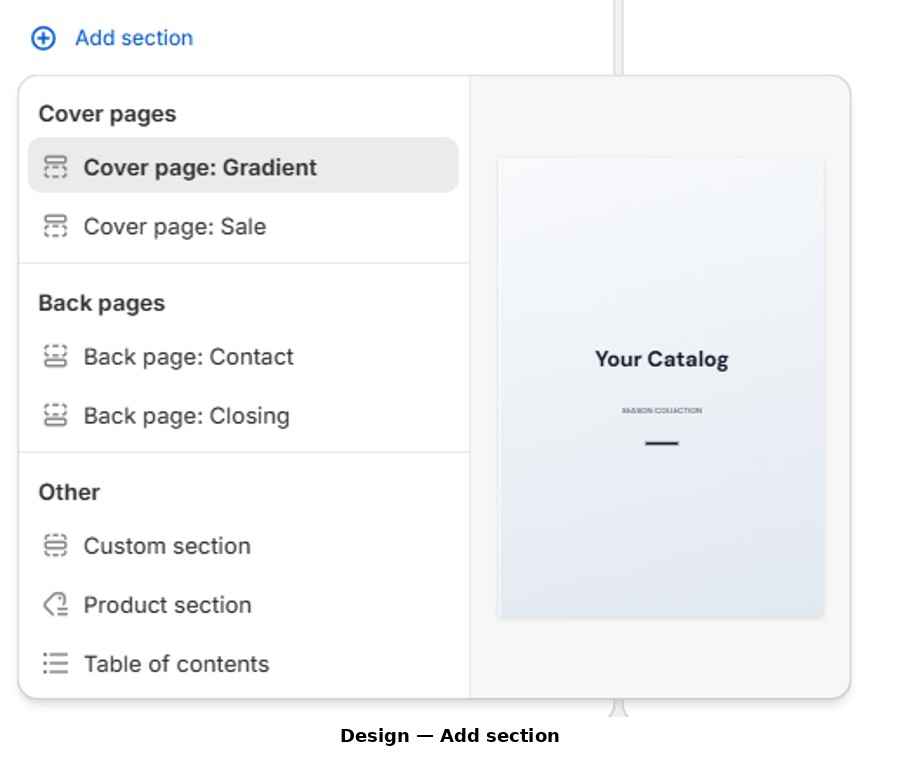 Add section
Cover pages
Cover page: Gradient
Cover page: Sale
Back pages
Back page: Contact
Back page: Closing
Other
Custom section
Product section
Table of contents
Your Catalog
SEASON COLLECTION
Design — Add section